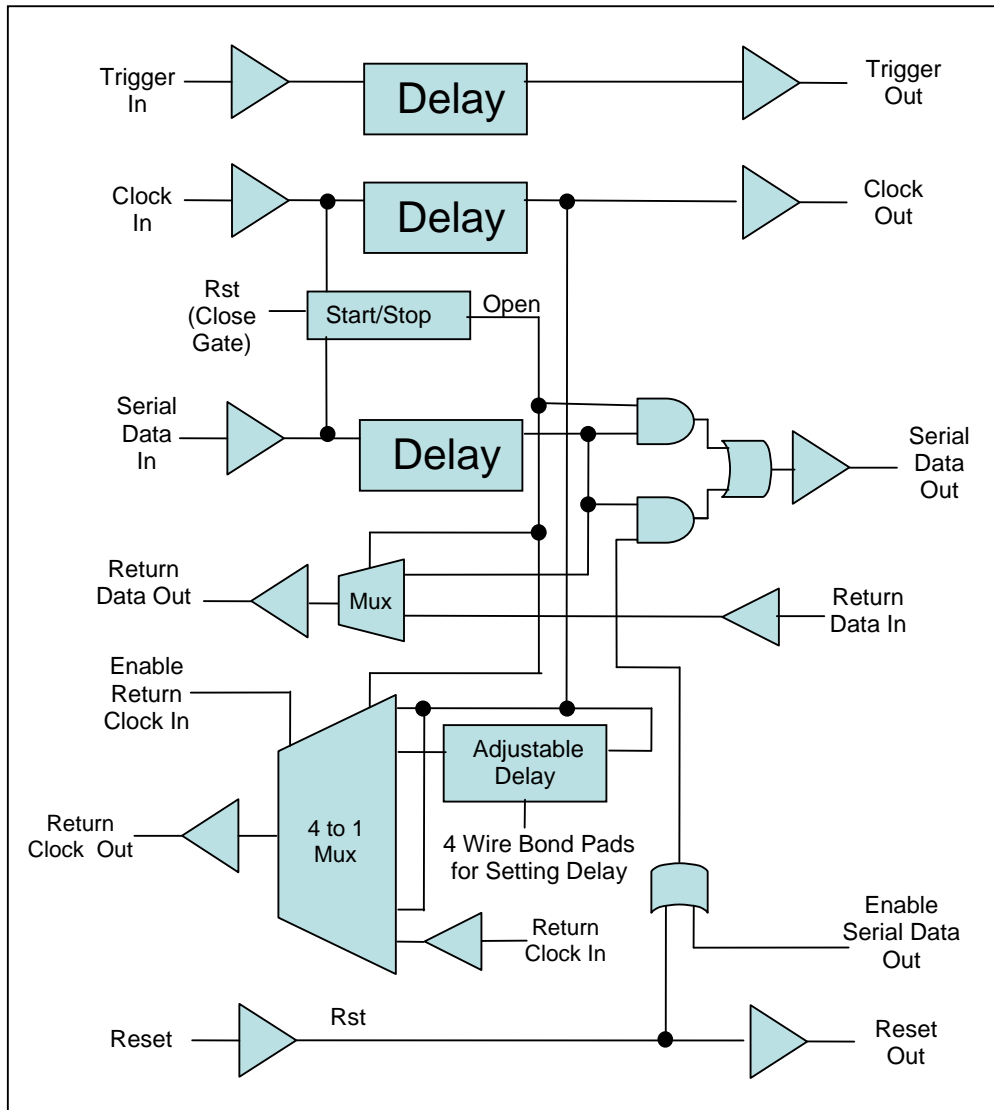 Trigger
In
Delay
Trigger
Out
Clock
In
Delay
Clock
Out
Rst
(Close
Gate)
Start/Stop
Open
Serial
Data
In
Delay
Serial
Data
Out
Return
Data Out
Mux
Return
Data In
Enable
Return
Clock In
Adjustable
Delay
Return
Clock Out
4 to 1
Mux
4 Wire Bond Pads
for Setting Delay
Return
Clock In
Enable
Serial Data
Out
Reset
Rst
Reset
Out